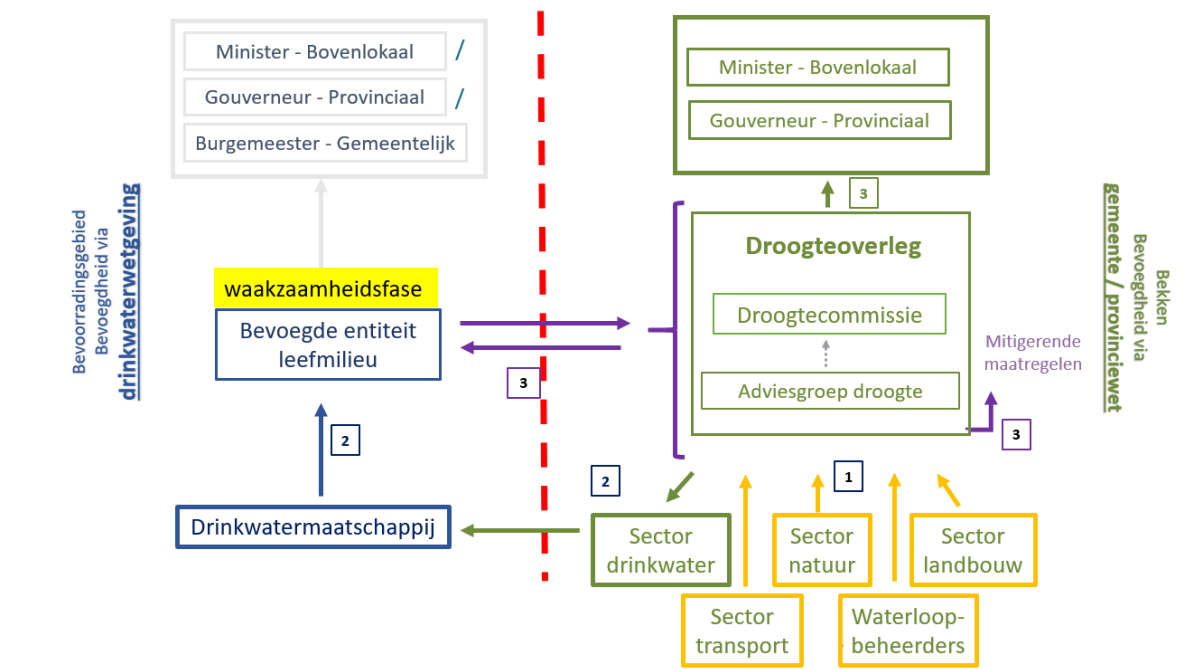 Minister - Bovenlokaal /
Gouverneur - Provinciaal /
Burgemeester - Gemeentelijk
Bevoorradingsgebied
Bevoegdheid via
drinkwaterwetgeving
waakzaamheidsfase
Bevoegde entiteit
leefmilieu
3
2
Drinkwatermaatschappij
Minister - Bovenlokaal
Gouverneur - Provinciaal
3
Droogteoverleg
Droogtecommissie
Adviesgroep droogte
Mitigerende
maatregelen
3
Bekken
Bevoegdheid via
gemeente / provinciewet
2
1
Sector
drinkwater
Sector
natuur
Sector
landbouw
Sector
transport
Waterloop-
beheerders